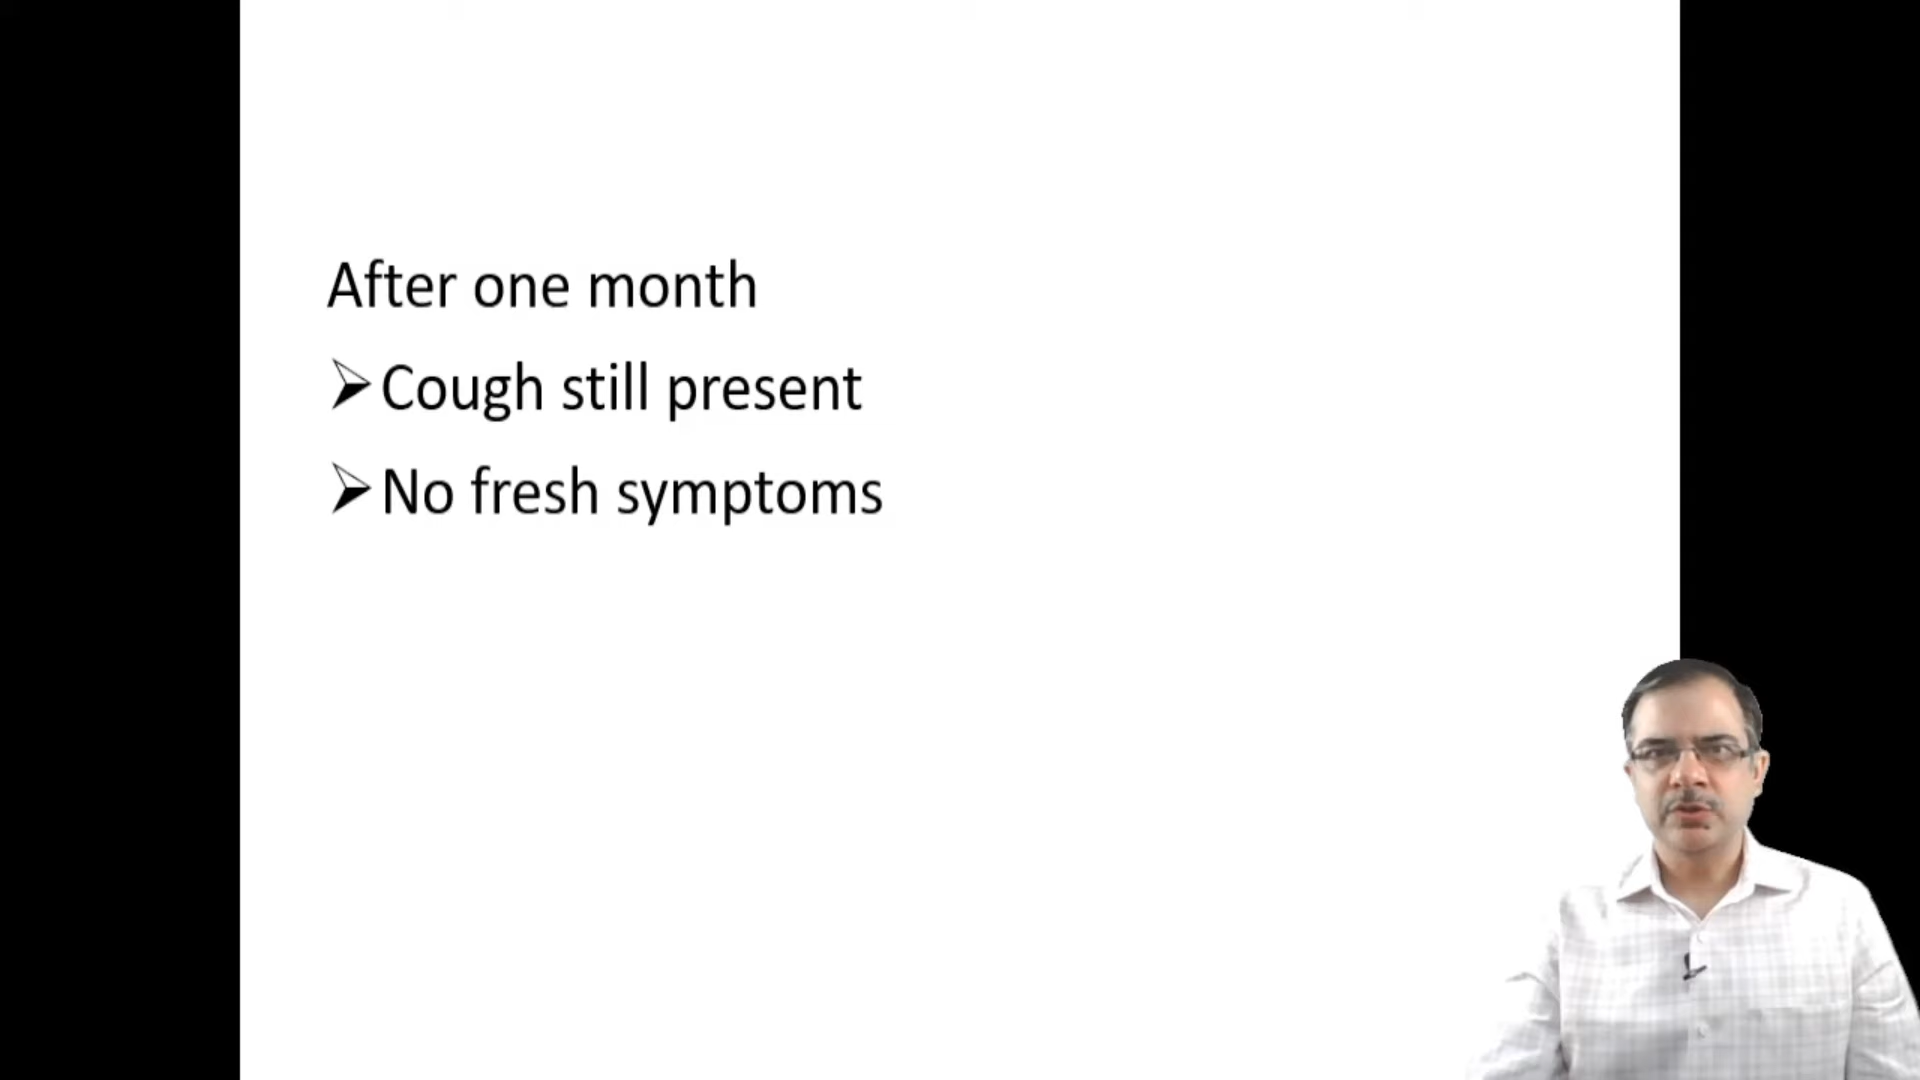 After one month
➢Cough still present
➢No fresh symptoms